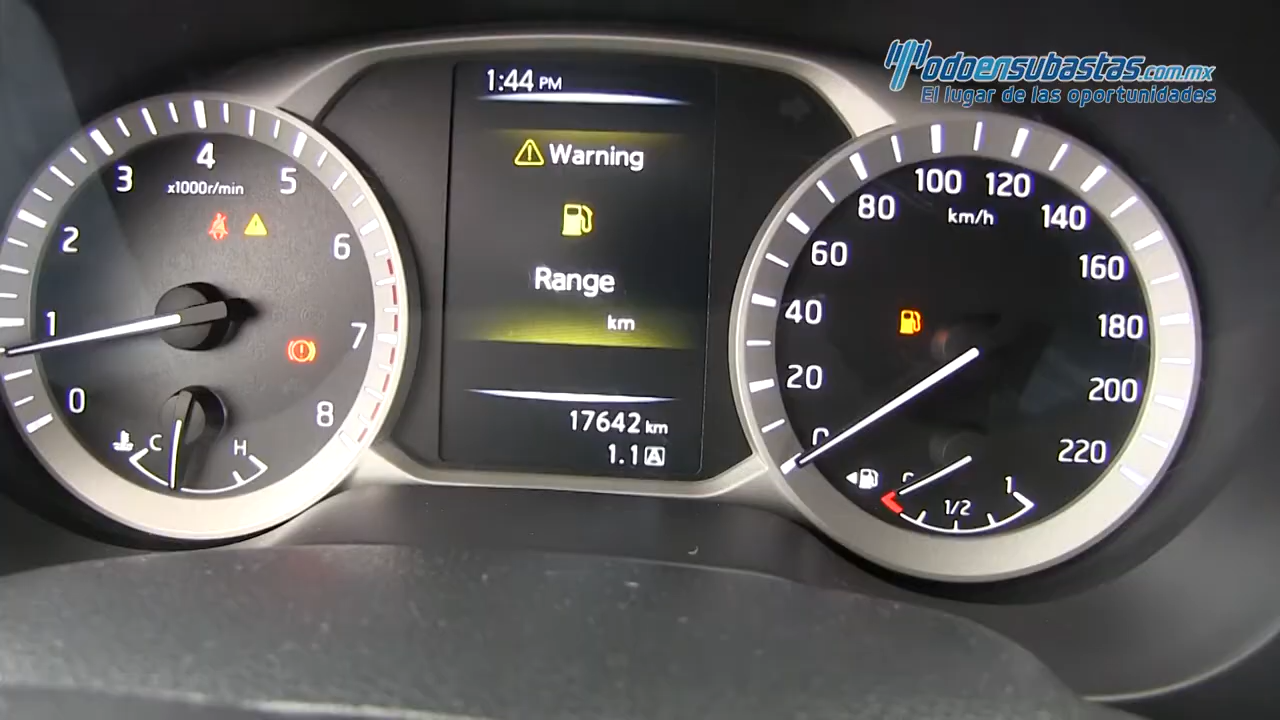 Modoensubastas.com.mx
El lugar de las oportunidades
1:44 PM
Warning
Range
km
17642 km
1.1 A
0
1
2
3
4
5
6
7
8
x1000r/min
C
H
0
20
40
60
80
100
120
140
160
180
200
220
km/h
1/2
1